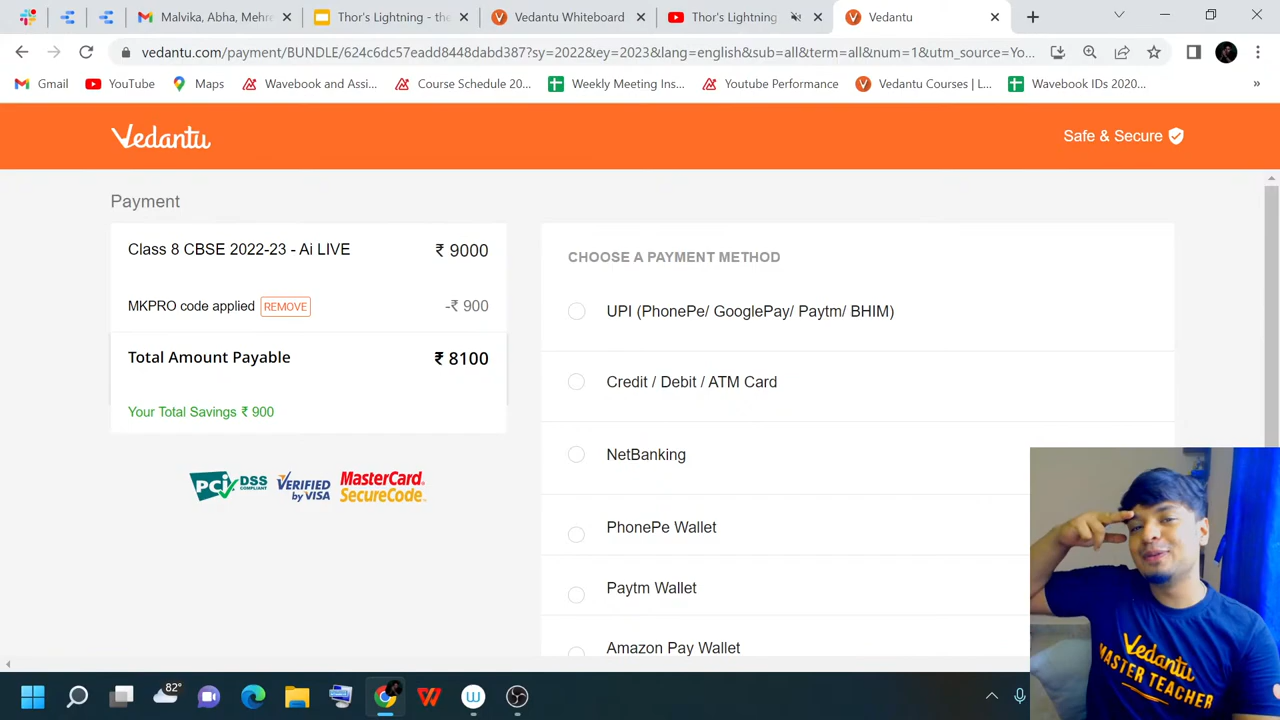 Malvika, Abha, Mehre
Thor's Lightning - the
Vedantu Whiteboard
Thor's Lightning
Vedantu
vedantu.com/payment/BUNDLE/624c6dc57eadd8448dabd387?sy=2022&ey=2023&lang=english&sub=all&term=all&num=1&utm_source=Yo...
Gmail
YouTube
Maps
Wavebook and Assi...
Course Schedule 20...
Weekly Meeting Ins...
Youtube Performance
Vedantu Courses | L...
Wavebook IDs 2020...
Vedantu
Safe & Secure
Payment
Class 8 CBSE 2022-23 - Ai LIVE ₹ 9000
MKPRO code applied REMOVE -₹ 900
Total Amount Payable ₹ 8100
Your Total Savings ₹ 900
PCI DSS COMPLIANT
VERIFIED by VISA
MasterCard. SecureCode.
CHOOSE A PAYMENT METHOD
UPI (PhonePe/ GooglePay/ Paytm/ BHIM)
Credit / Debit / ATM Card
NetBanking
PhonePe Wallet
Paytm Wallet
Amazon Pay Wallet
Vedantu
MASTER TEACHER
82°